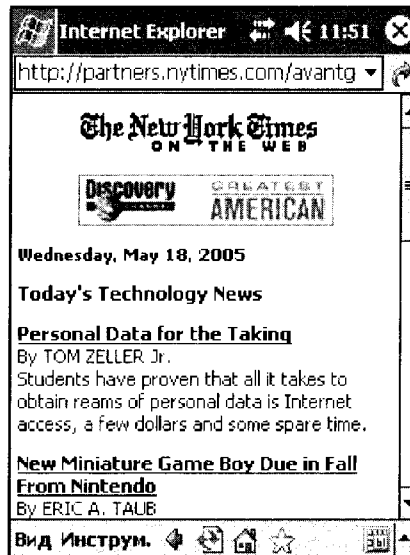 Internet Explorer 11:51
http://partners.nytimes.com/avantg
The New York Times
ON THE WEB
Discovery GREATEST
AMERICAN
Wednesday, May 18, 2005
Today's Technology News
Personal Data for the Taking
By TOM ZELLER Jr.
Students have proven that all it takes to
obtain reams of personal data is Internet
access, a few dollars and some spare time.
New Miniature Game Boy Due in Fall
From Nintendo
By ERIC A. TAUB
Вид Инструм.